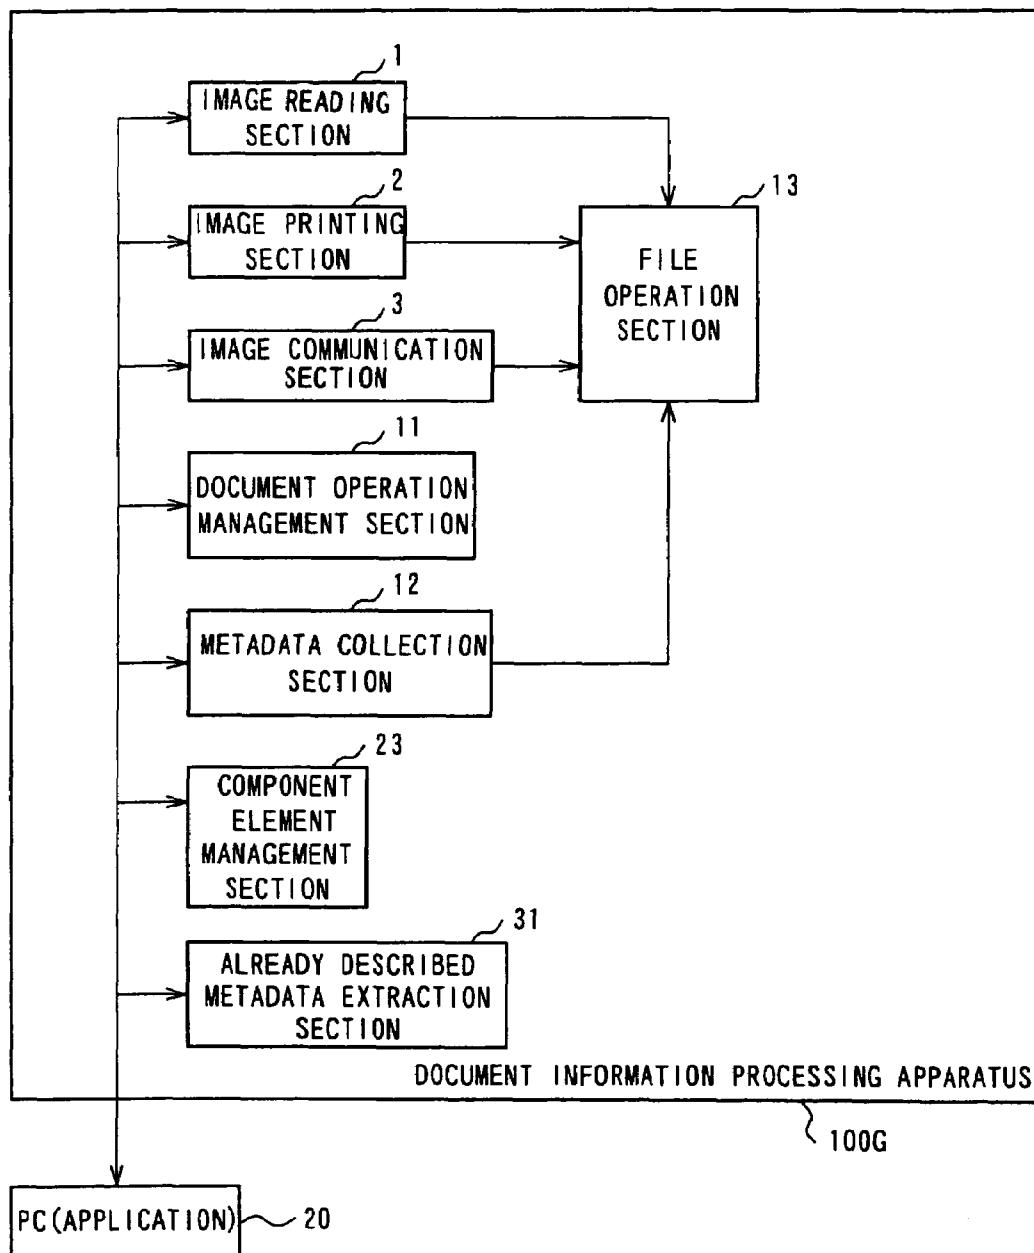 1
IMAGE READING
SECTION
2
IMAGE PRINTING
SECTION
13
FILE
OPERATION
SECTION
3
IMAGE COMMUNICATION
SECTION
11
DOCUMENT OPERATION
MANAGEMENT SECTION
12
METADATA COLLECTION
SECTION
23
COMPONENT
ELEMENT
MANAGEMENT
SECTION
31
ALREADY DESCRIBED
METADATA EXTRACTION
SECTION
DOCUMENT INFORMATION PROCESSING APPARATUS
100G
PC(APPLICATION)
20